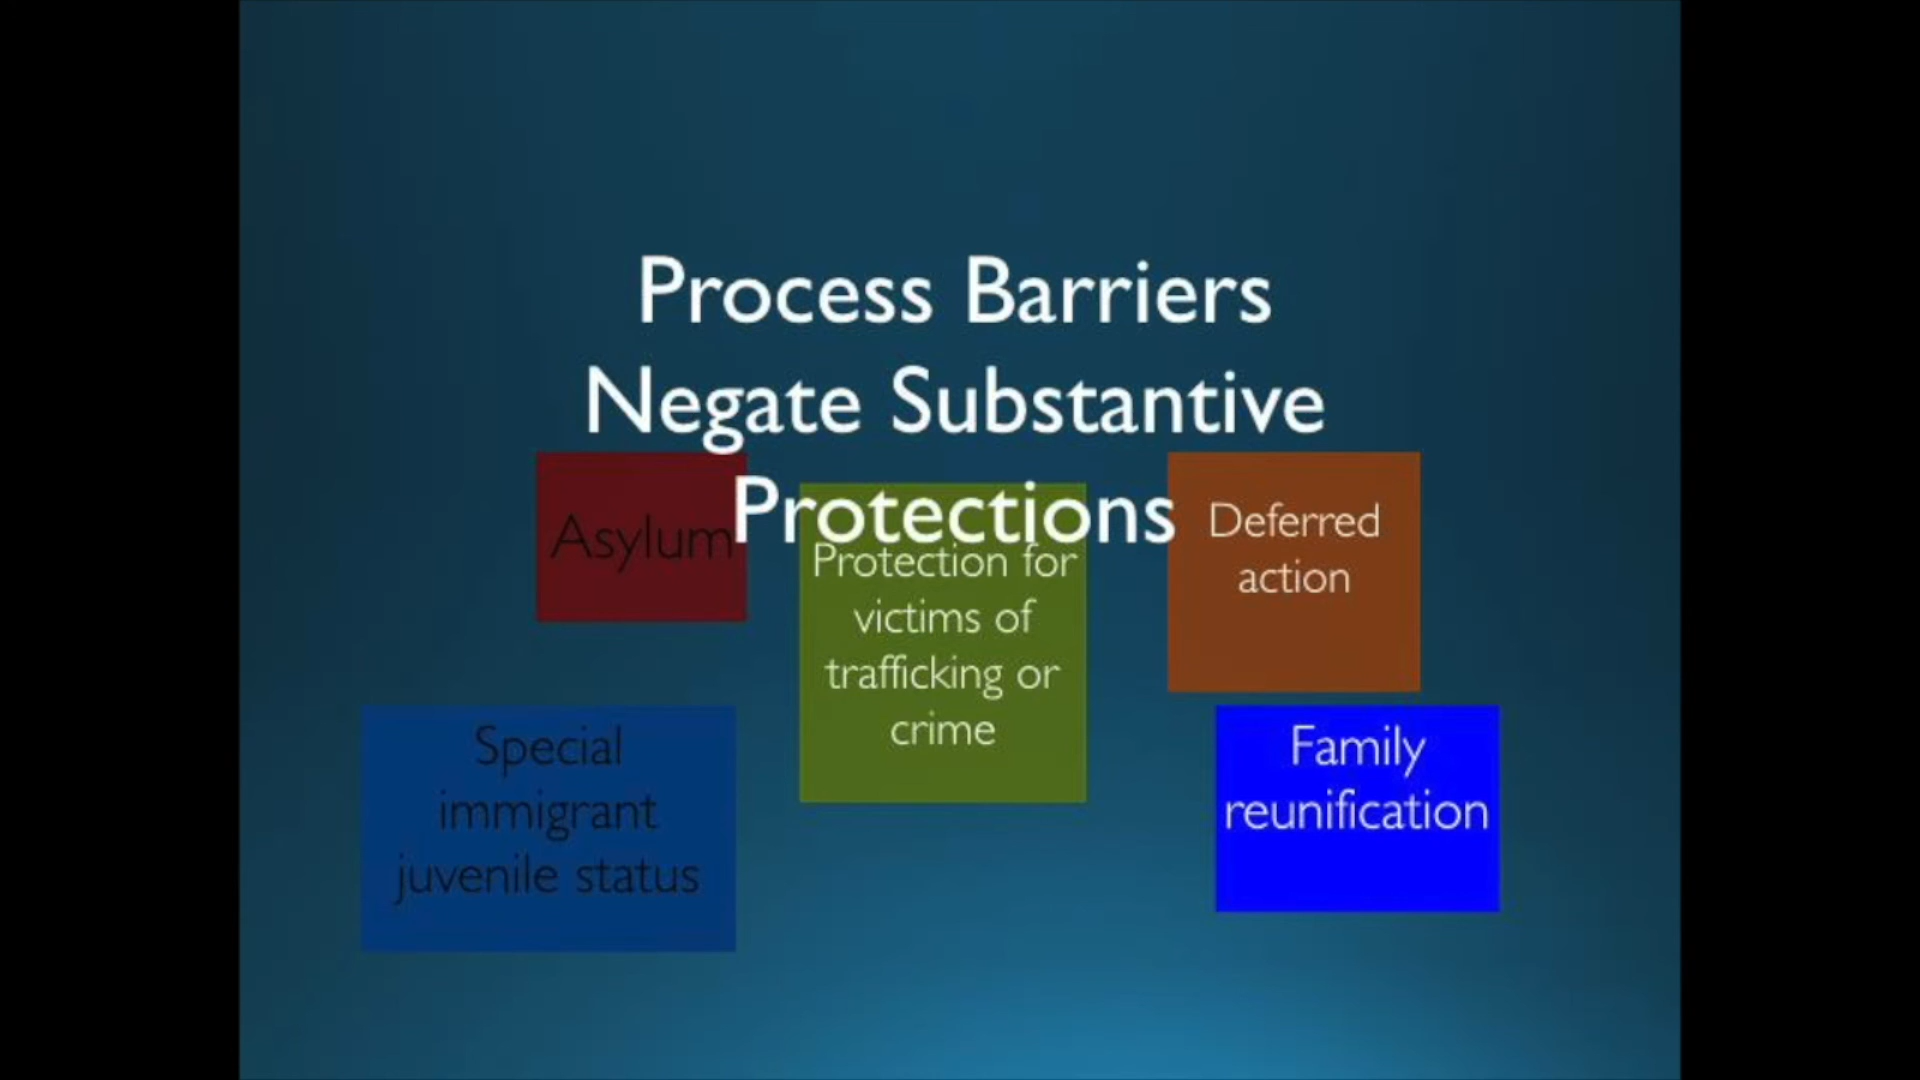 Process Barriers
Negate Substantive
Protections
Asylum
Protection for
victims of
trafficking or
crime
Deferred
action
Special
immigrant
juvenile status
Family
reunification